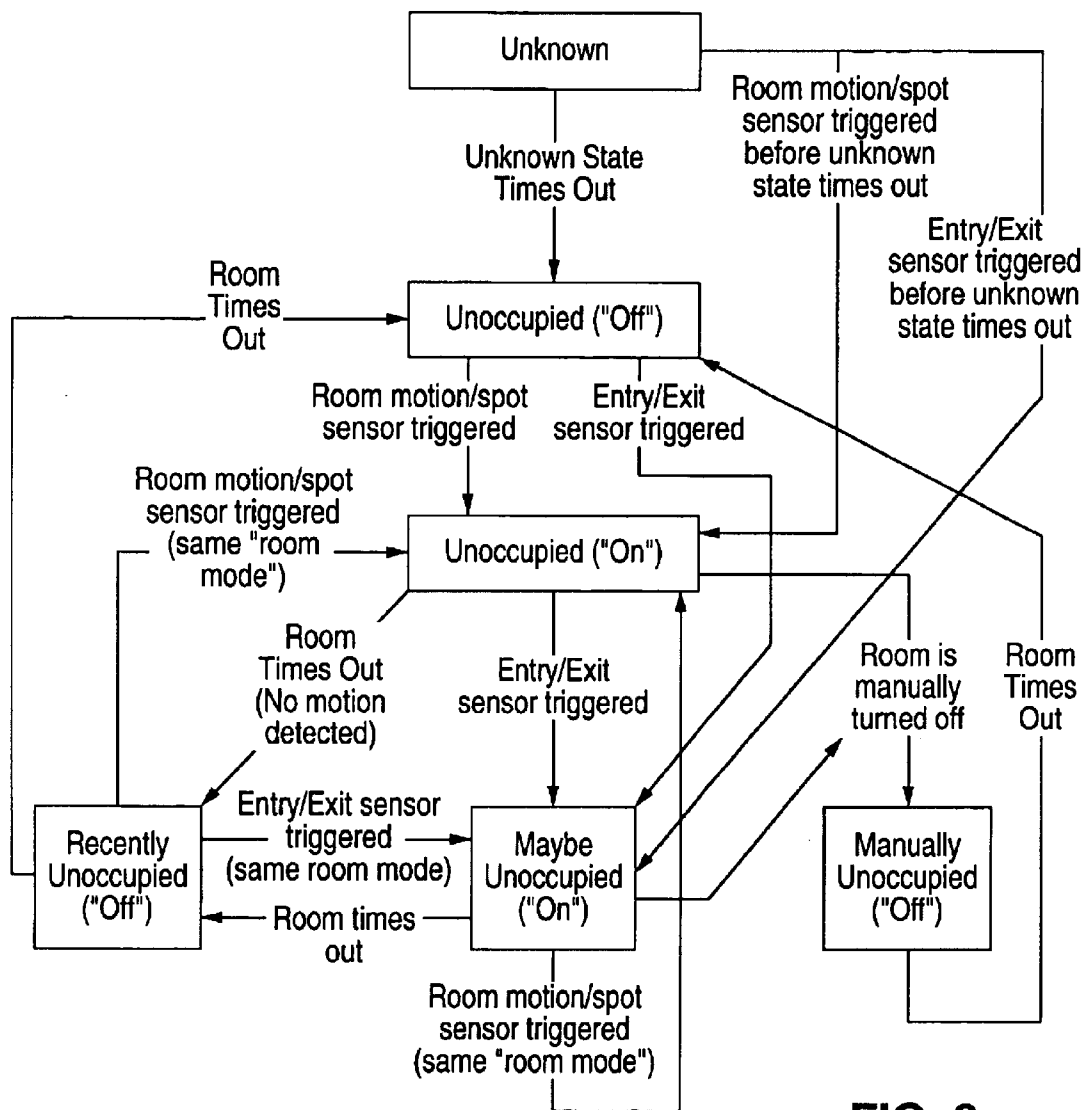 Unknown
Room motion/spot
sensor triggered
before unknown
state times out
Unknown State
Times Out
Entry/Exit
sensor triggered
before unknown
state times out
Room
Times
Out
Unoccupied ("Off")
Room motion/spot
sensor triggered
Entry/Exit
sensor triggered
Room motion/spot
sensor triggered
(same "room
mode")
Unoccupied ("On")
Room
Times Out
(No motion
detected)
Entry/Exit
sensor triggered
Room is
manually
turned off
Room
Times
Out
Recently
Unoccupied
("Off")
Entry/Exit sensor
triggered
(same room mode)
Room times
out
Maybe
Unoccupied
("On")
Manually
Unoccupied
("Off")
Room motion/spot
sensor triggered
(same "room mode")